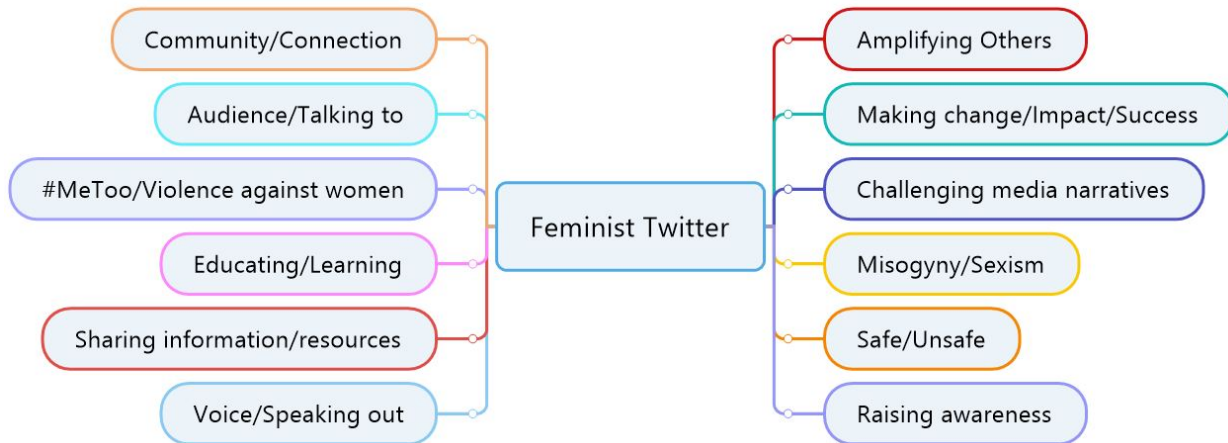 Community/Connection
Audience/Talking to
#MeToo/Violence against women
Educating/Learning
Sharing information/resources
Voice/Speaking out
Feminist Twitter
Amplifying Others
Making change/Impact/Success
Challenging media narratives
Misogyny/Sexism
Safe/Unsafe
Raising awareness